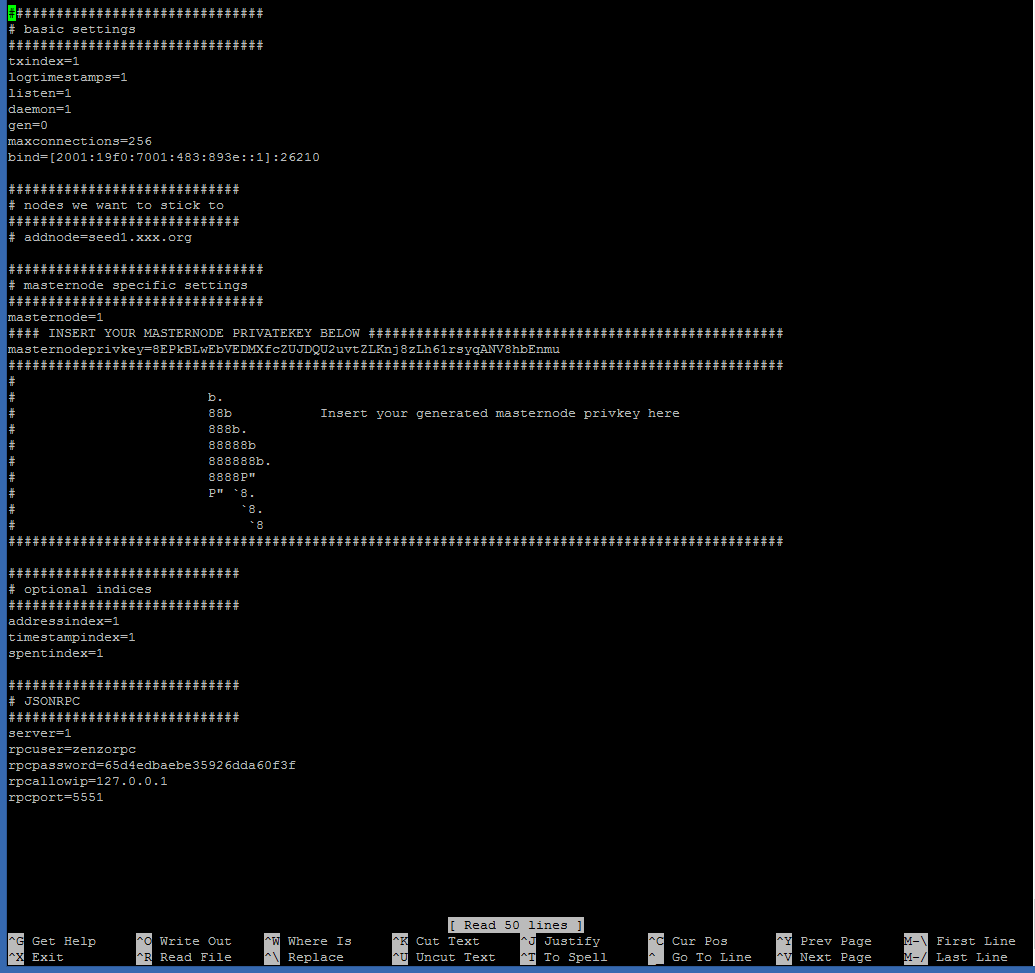 ################################
# basic settings
################################
txindex=1
logtimestamps=1
listen=1
daemon=1
gen=0
maxconnections=256
bind=[2001:19f0:7001:483:893e::1]:26210
#############################
# nodes we want to stick to
#############################
# addnode=seed1.xxx.org
################################
# masternode specific settings
################################
masternode=1
#### INSERT YOUR MASTERNODE PRIVATEKEY BELOW ####################################################
masternodeprivkey=8EPkBLwEbVEDMXfcZUJDQU2uvtZLKnj8zLh61rsyqANV8hbEnmu
#################################################################################################
#
#                        b.
#                        88b           Insert your generated masternode privkey here
#                        888b.
#                        88888b
#                        888888b.
#                        8888P"
#                        P" `8.
#                            `8.
#                             `8
#################################################################################################
#############################
# optional indices
#############################
addressindex=1
timestampindex=1
spentindex=1
#############################
# JSONRPC
#############################
server=1
rpcuser=zenzorpc
rpcpassword=65d4edbaebe35926dda60f3f
rpcallowip=127.0.0.1
rpcport=5551
[ Read 50 lines ]
^G Get Help ^O Write Out ^W Where Is ^K Cut Text ^J Justify ^C Cur Pos ^Y Prev Page M-\ First Line
^X Exit ^R Read File ^\ Replace ^U Uncut Text ^T To Spell ^_ Go To Line ^V Next Page M-/ Last Line